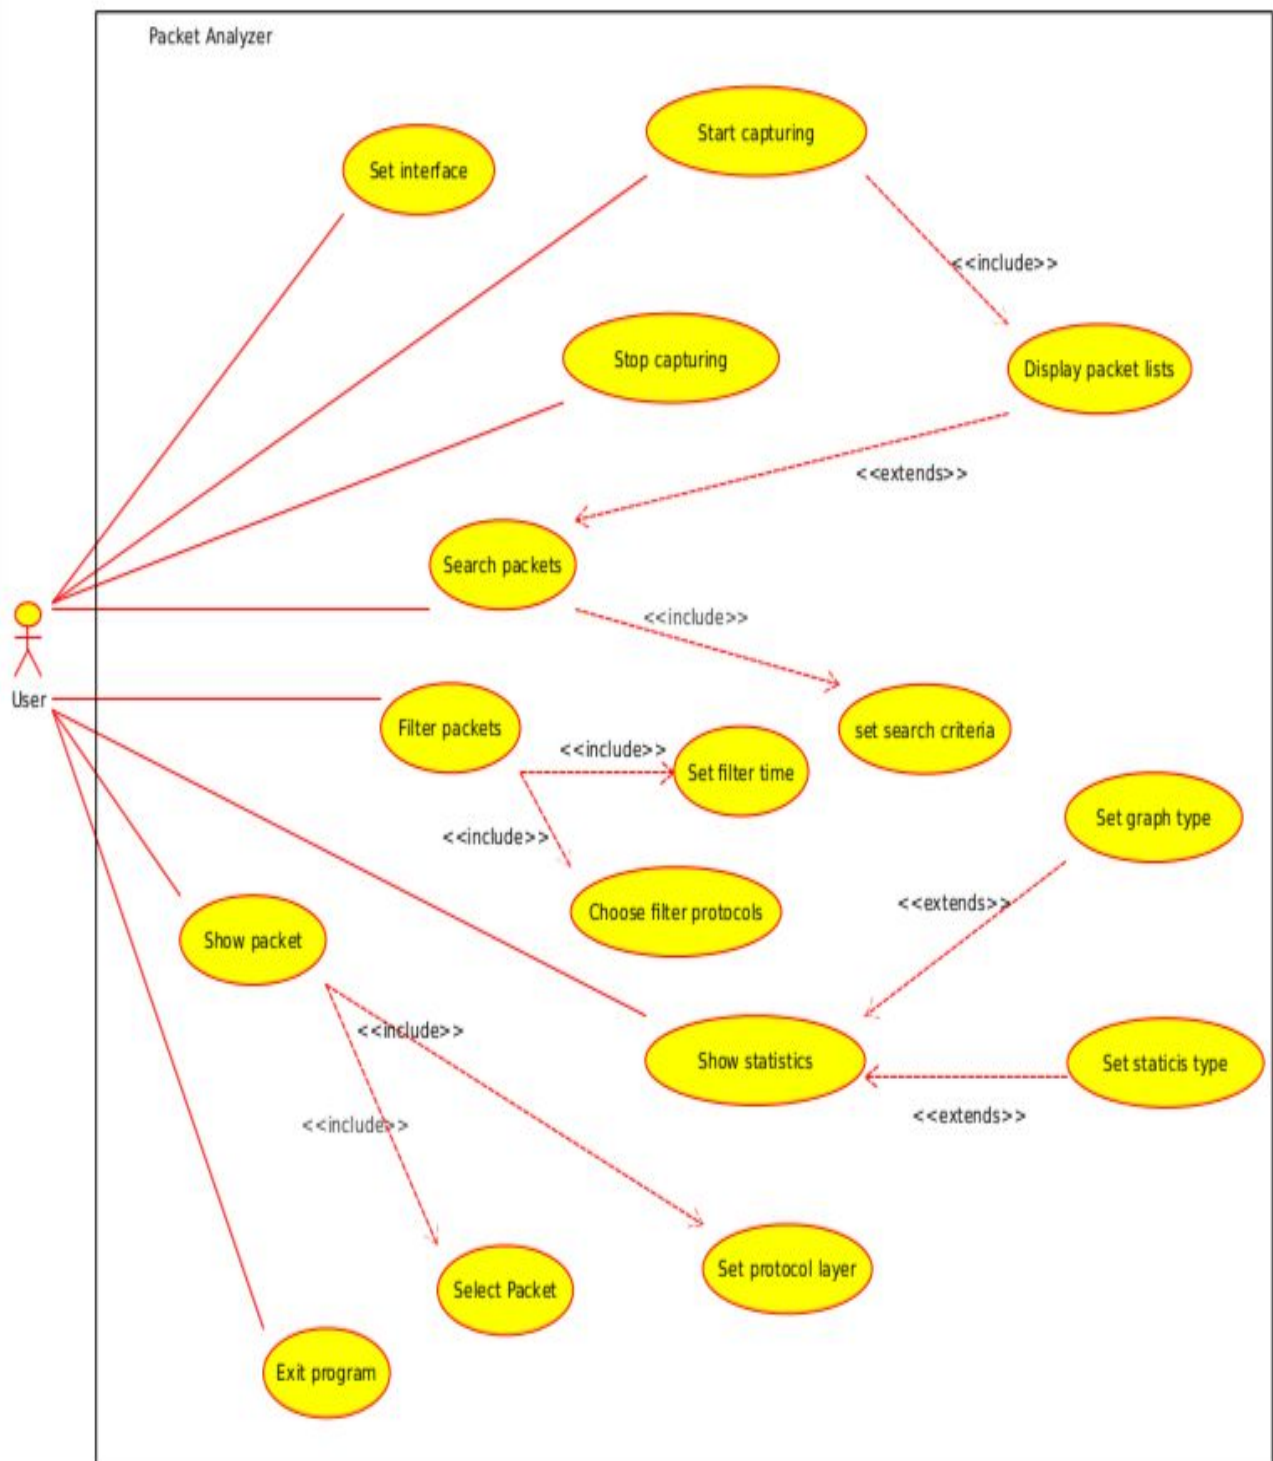 Packet Analyzer
Start capturing
Set interface
<<include>>
Stop capturing
Display packet lists
<<extends>>
Search packets
<<include>>
User
Filter packets
set search criteria
<<include>>
Set filter time
Set graph type
<<include>>
<<extends>>
Choose filter protocols
Show packet
<<include>>
Show statistics
Set staticis type
<<extends>>
<<include>>
Set protocol layer
Select Packet
Exit program